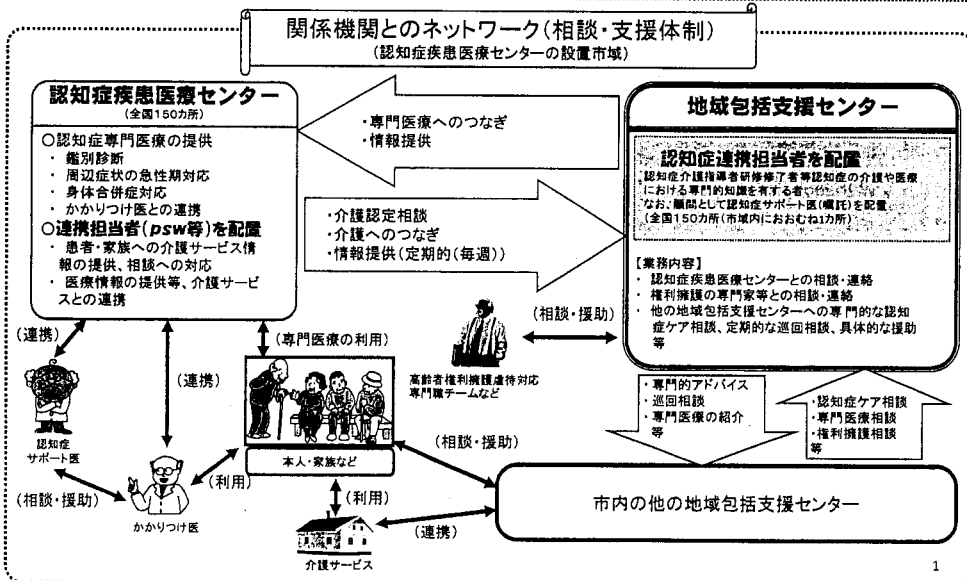 関係機関とのネットワーク(相談・支援体制)
(認知症疾患医療センターの設置市域)
認知症疾患医療センター
(全国150カ所)
○認知症専門医療の提供
・ 鑑別診断
・ 周辺症状の急性期対応
・ 身体合併症対応
・ かかりつけ医との連携
○連携担当者(psw等)を配置
・ 患者・家族への介護サービス情
報の提供、相談への対応
・ 医療情報の提供等、介護サービ
スとの連携
・専門医療へのつなぎ
・情報提供
・介護認定相談
・介護へのつなぎ
・情報提供(定期的(毎週))
地域包括支援センター
認知症連携担当者を配置
認知症介護指導者研修修了者等認知症の介護や医療
における専門的知識を有する者
なお、顧問として認知症サポート医(嘱託)を配置
(全国150カ所(市域内におおむね1カ所)
【業務内容】
・ 認知症疾患医療センターとの相談・連絡
・ 権利擁護の専門家等との相談・連絡
・ 他の地域包括支援センターへの専門的な認知
症ケア相談、定期的な巡回相談、具体的な援助
等
(連携)
(連携)
(専門医療の利用)
(相談・援助)
高齢者権利擁護虐待対応
専門職チームなど
・専門的アドバイス
・巡回相談
・専門医療の紹介
等
・認知症ケア相談
・専門医療相談
・権利擁護相談
等
認知症
サポート医
(相談・援助)
かかりつけ医
(利用)
本人・家族など
(相談・援助)
(利用)
(連携)
介護サービス
市内の他の地域包括支援センター
1